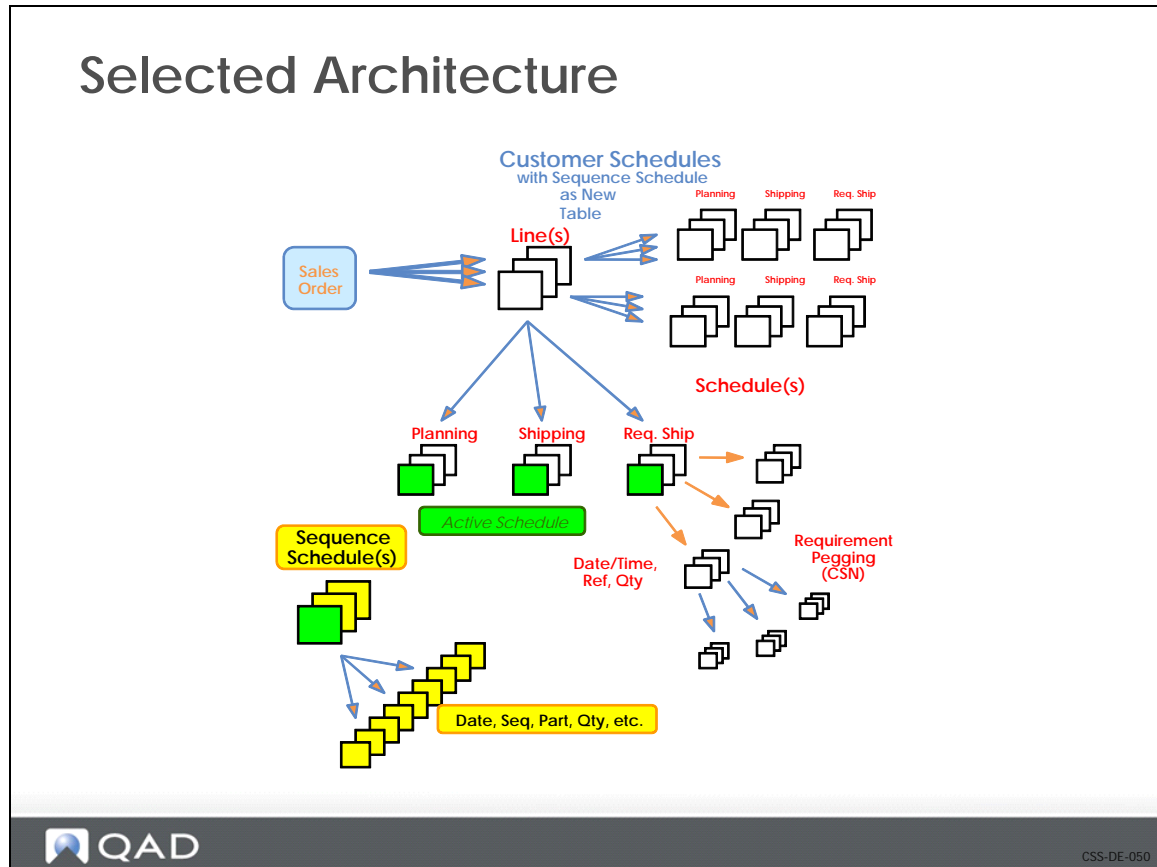 Selected Architecture
Customer Schedules
with Sequence Schedule
as New
Table
Line(s)
Sales
Order
Planning
Shipping
Req. Ship
Planning
Shipping
Req. Ship
Schedule(s)
Planning
Shipping
Req. Ship
Active Schedule
Sequence
Schedule(s)
Date/Time,
Ref, Qty
Requirement
Pegging
(CSN)
Date, Seq, Part, Qty, etc.
QAD
CSS-DE-050